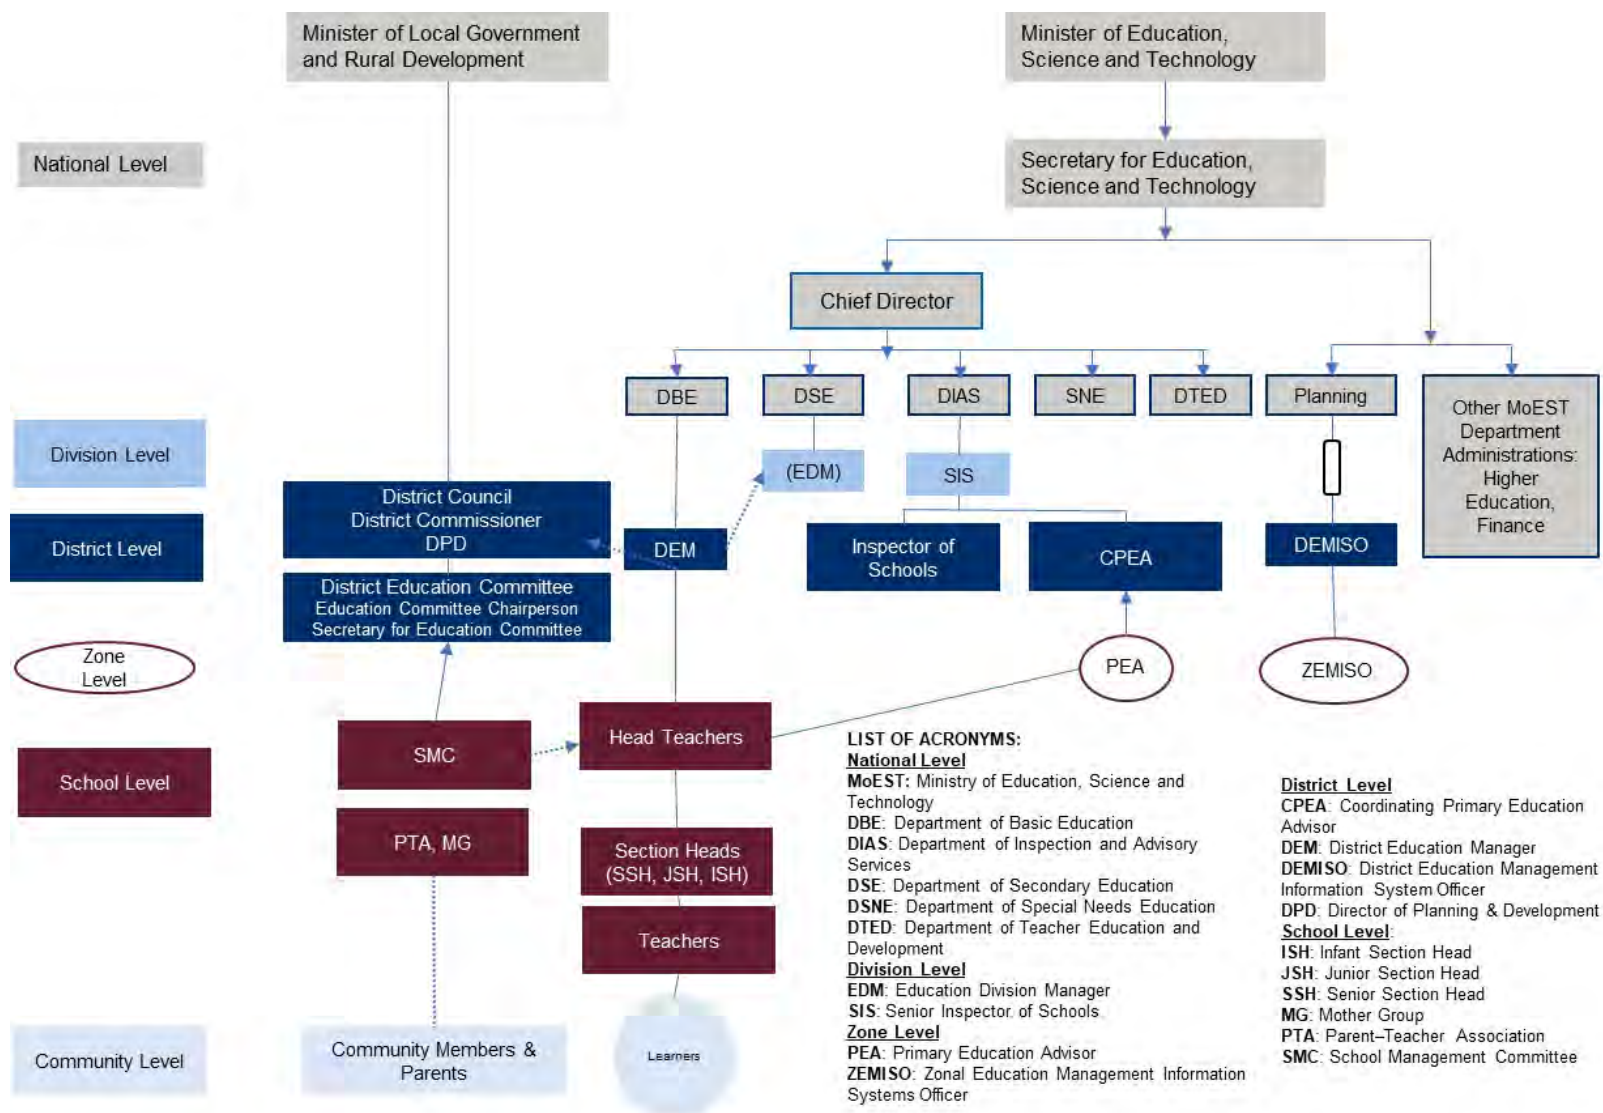 Minister of Local Government
and Rural Development
Minister of Education,
Science and Technology
National Level
Secretary for Education,
Science and Technology
Chief Director
DBE
DSE
DIAS
SNE
DTED
Planning
Other MoEST
Department
Administrations:
Higher
Education,
Finance
Division Level
(EDM)
SIS
District Level
District Council
District Commissioner
DPD
DEM
Inspector of
Schools
CPEA
DEMISO
District Education Committee
Education Committee Chairperson
Secretary for Education Committee
Zone
Level
PEA
ZEMISO
School Level
SMC
Head Teachers
PTA, MG
Section Heads
(SSH, JSH, ISH)
Teachers
Community Level
Community Members &
Parents
Learners
LIST OF ACRONYMS:
National Level
MoEST: Ministry of Education, Science and
Technology
DBE: Department of Basic Education
DIAS: Department of Inspection and Advisory
Services
DSE: Department of Secondary Education
DSNE: Department of Special Needs Education
DTED: Department of Teacher Education and
Development
Division Level
EDM: Education Division Manager
SIS: Senior Inspector of Schools
Zone Level
PEA: Primary Education Advisor
ZEMISO: Zonal Education Management Information
Systems Officer
District Level
CPEA: Coordinating Primary Education
Advisor
DEM: District Education Manager
DEMISO: District Education Management
Information System Officer
DPD: Director of Planning & Development
School Level:
ISH: Infant Section Head
JSH: Junior Section Head
SSH: Senior Section Head
MG: Mother Group
PTA: Parent–Teacher Association
SMC: School Management Committee